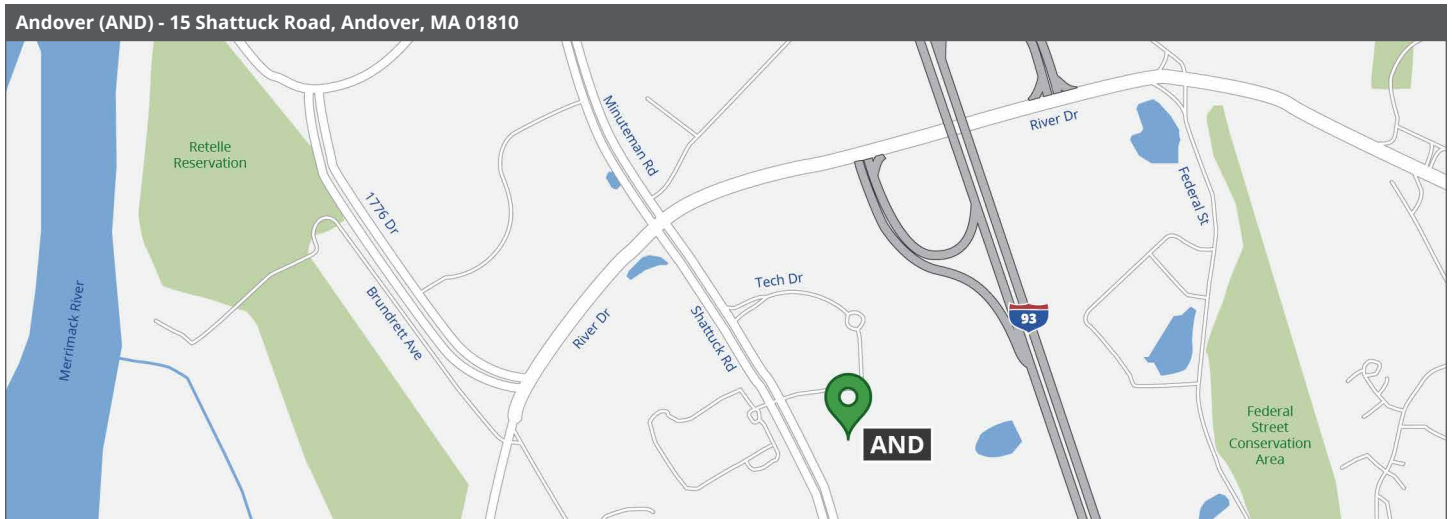 Andover (AND) - 15 Shattuck Road, Andover, MA 01810
Retelle
Reservation
Minuteman Rd
River Dr
1776 Dr
Federal St
Merrimack River
Brundrett Ave
River Dr
Shattuck Rd
Tech Dr
93
AND
Federal
Street
Conservation
Area